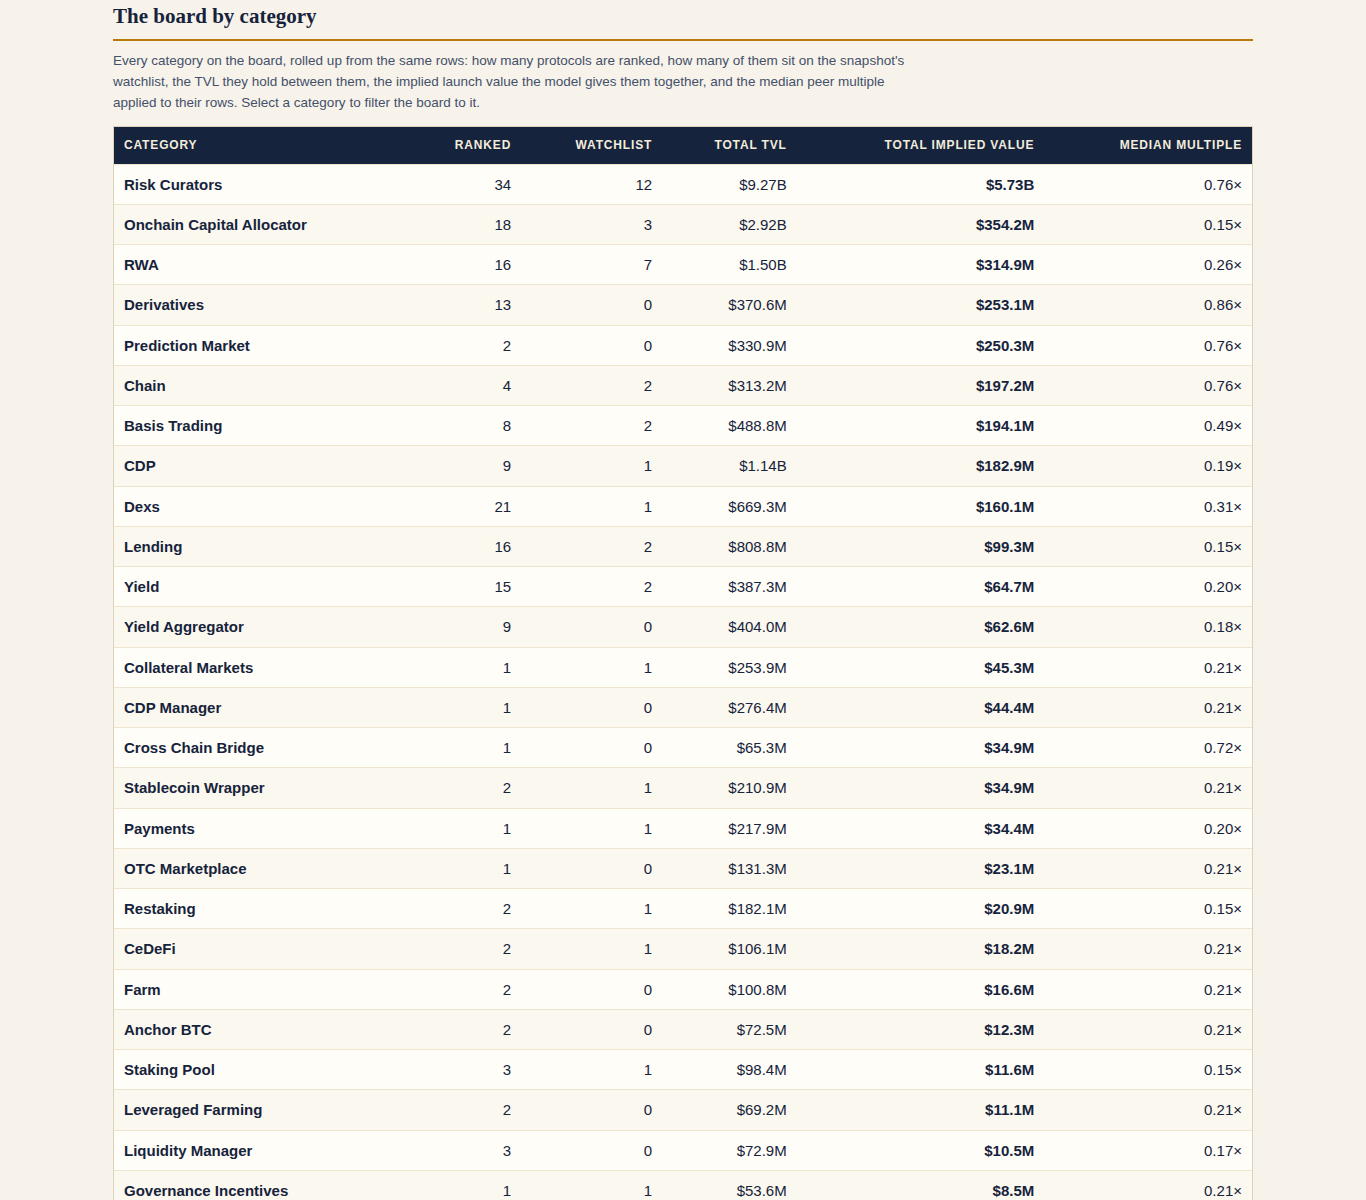 The board by category
Every category on the board, rolled up from the same rows: how many protocols are ranked, how many of them sit on the snapshot's
watchlist, the TVL they hold between them, the implied launch value the model gives them together, and the median peer multiple
applied to their rows. Select a category to filter the board to it.
CATEGORY RANKED WATCHLIST TOTAL TVL TOTAL IMPLIED VALUE MEDIAN MULTIPLE
Risk Curators 34 12 $9.27B $5.73B 0.76×
Onchain Capital Allocator 18 3 $2.92B $354.2M 0.15×
RWA 16 7 $1.50B $314.9M 0.26×
Derivatives 13 0 $370.6M $253.1M 0.86×
Prediction Market 2 0 $330.9M $250.3M 0.76×
Chain 4 2 $313.2M $197.2M 0.76×
Basis Trading 8 2 $488.8M $194.1M 0.49×
CDP 9 1 $1.14B $182.9M 0.19×
Dexs 21 1 $669.3M $160.1M 0.31×
Lending 16 2 $808.8M $99.3M 0.15×
Yield 15 2 $387.3M $64.7M 0.20×
Yield Aggregator 9 0 $404.0M $62.6M 0.18×
Collateral Markets 1 1 $253.9M $45.3M 0.21×
CDP Manager 1 0 $276.4M $44.4M 0.21×
Cross Chain Bridge 1 0 $65.3M $34.9M 0.72×
Stablecoin Wrapper 2 1 $210.9M $34.9M 0.21×
Payments 1 1 $217.9M $34.4M 0.20×
OTC Marketplace 1 0 $131.3M $23.1M 0.21×
Restaking 2 1 $182.1M $20.9M 0.15×
CeDeFi 2 1 $106.1M $18.2M 0.21×
Farm 2 0 $100.8M $16.6M 0.21×
Anchor BTC 2 0 $72.5M $12.3M 0.21×
Staking Pool 3 1 $98.4M $11.6M 0.15×
Leveraged Farming 2 0 $69.2M $11.1M 0.21×
Liquidity Manager 3 0 $72.9M $10.5M 0.17×
Governance Incentives 1 1 $53.6M $8.5M 0.21×